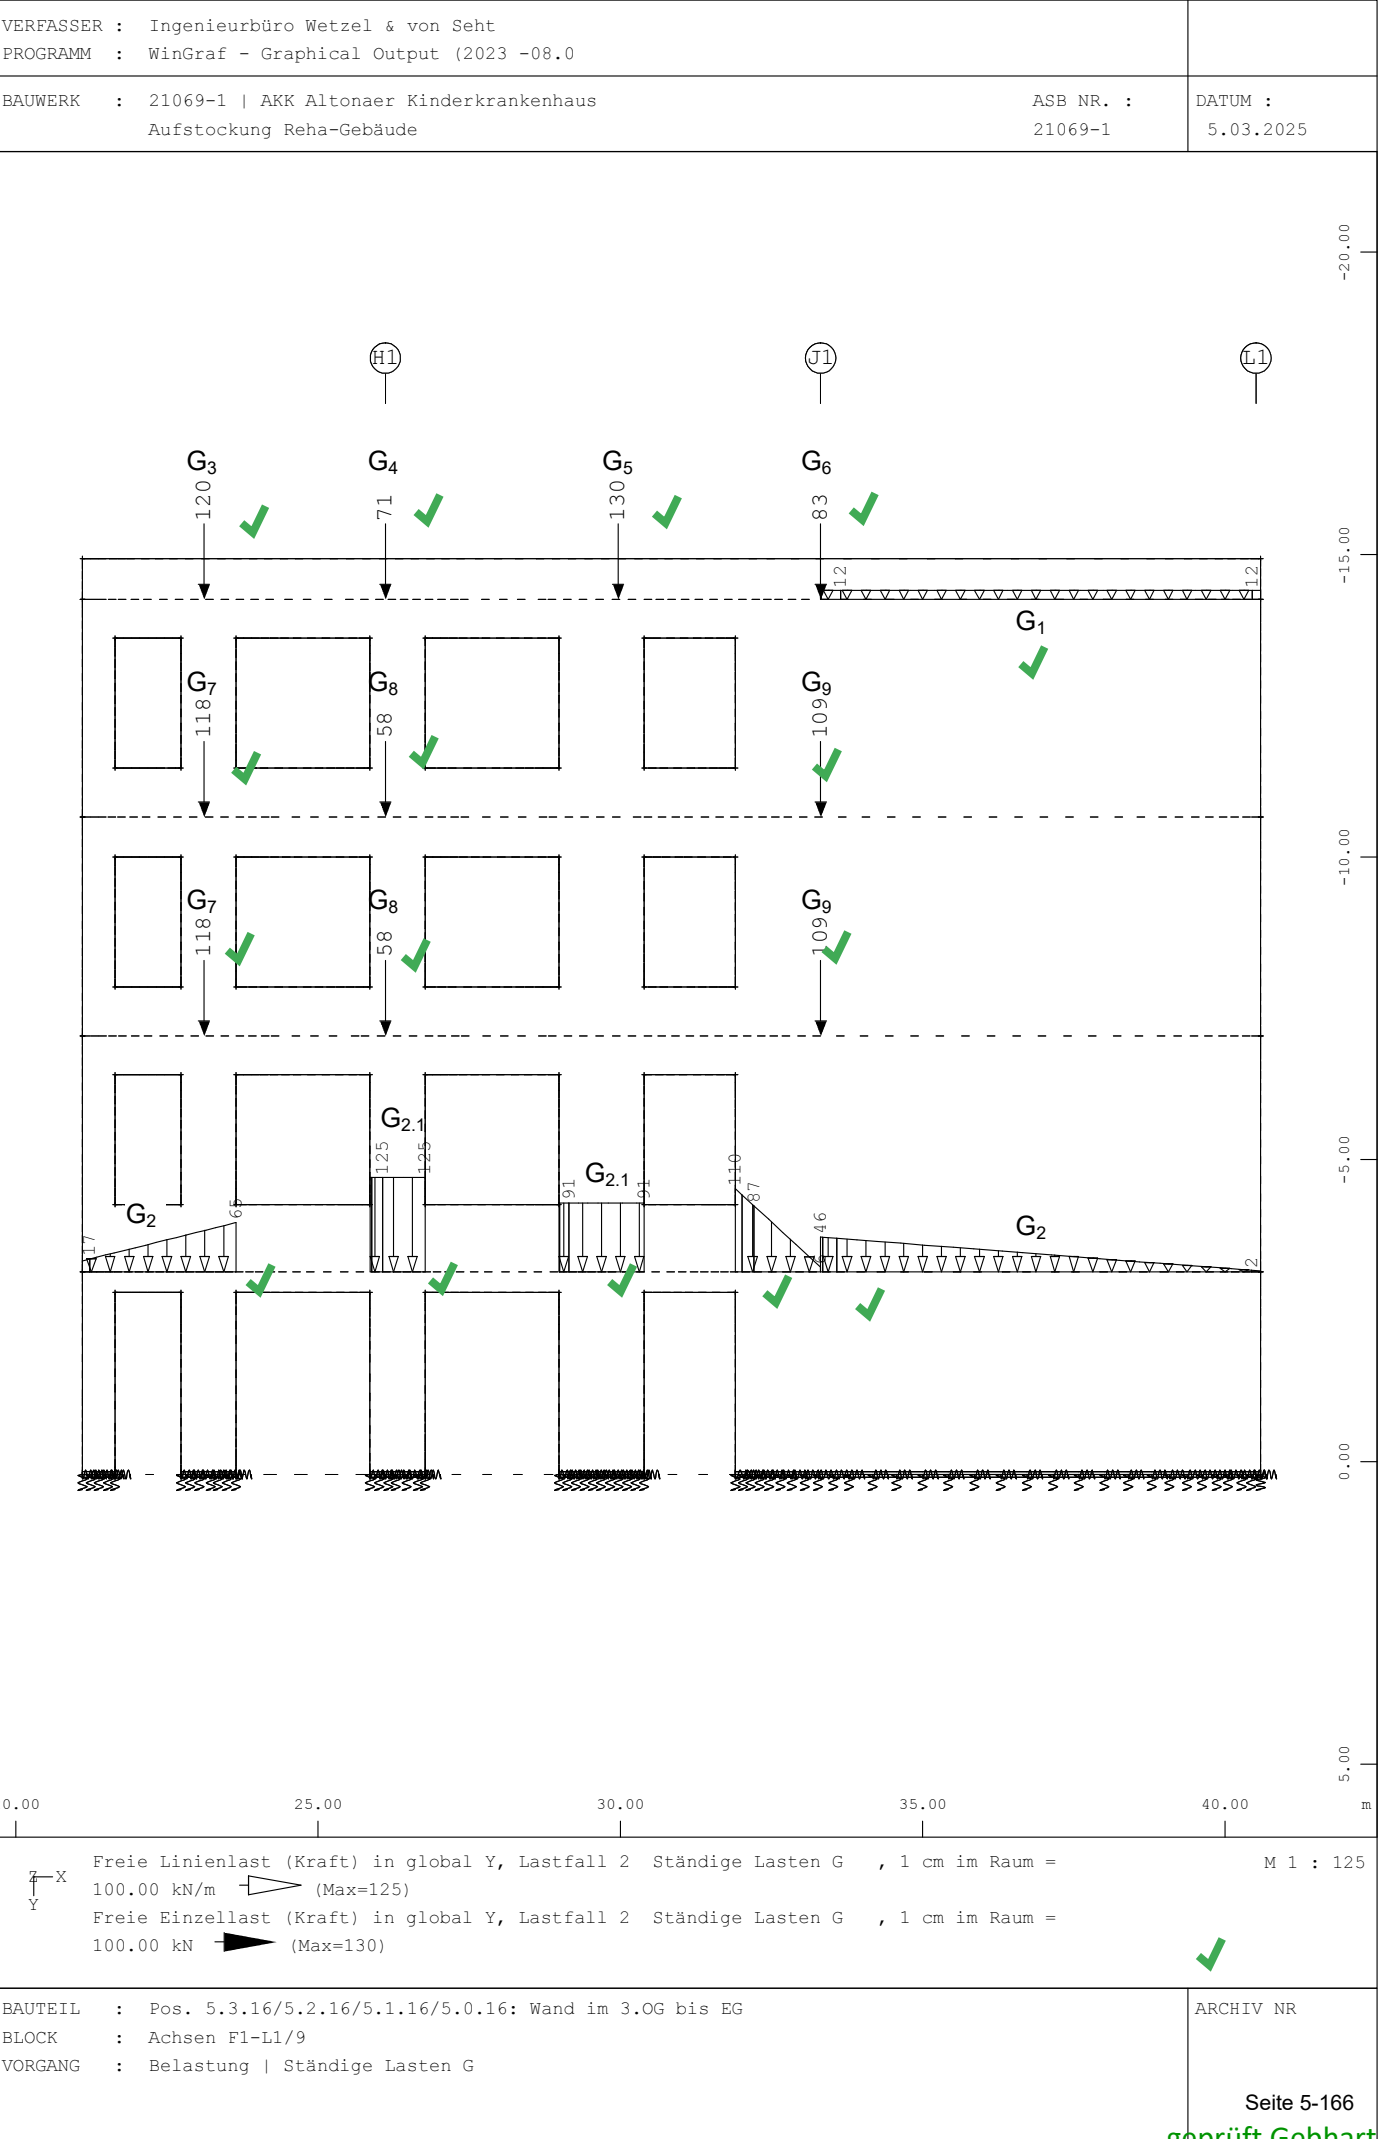 VERFASSER : Ingenieurbüro Wetzel & von Seht
PROGRAMM : WinGraf - Graphical Output (2023 -08.0
BAUWERK : 21069-1 | AKK Altonaer Kinderkrankenhaus
Aufstockung Reha-Gebäude
ASB NR. :
21069-1
DATUM :
5.03.2025
-20.00
H1 J1 L1
G3 G4 G5 G6
120 71 130 83
-15.00
12 12
G1
G7 G8 G9
118 58 109
-10.00
G7 G8 G9
118 58 109
G2.1
125 125
-5.00
G2.1
91 91
110
87
G2
17 65
46
G2
2
0.00
5.00
0.00 25.00 30.00 35.00 40.00 m
Z X
Y
Freie Linienlast (Kraft) in global Y, Lastfall 2 Ständige Lasten G , 1 cm im Raum =
100.00 kN/m (Max=125)
Freie Einzellast (Kraft) in global Y, Lastfall 2 Ständige Lasten G , 1 cm im Raum =
100.00 kN (Max=130)
M 1 : 125
BAUTEIL : Pos. 5.3.16/5.2.16/5.1.16/5.0.16: Wand im 3.OG bis EG
BLOCK : Achsen F1-L1/9
VORGANG : Belastung | Ständige Lasten G
ARCHIV NR
Seite 5-166
geprüft Gebhart